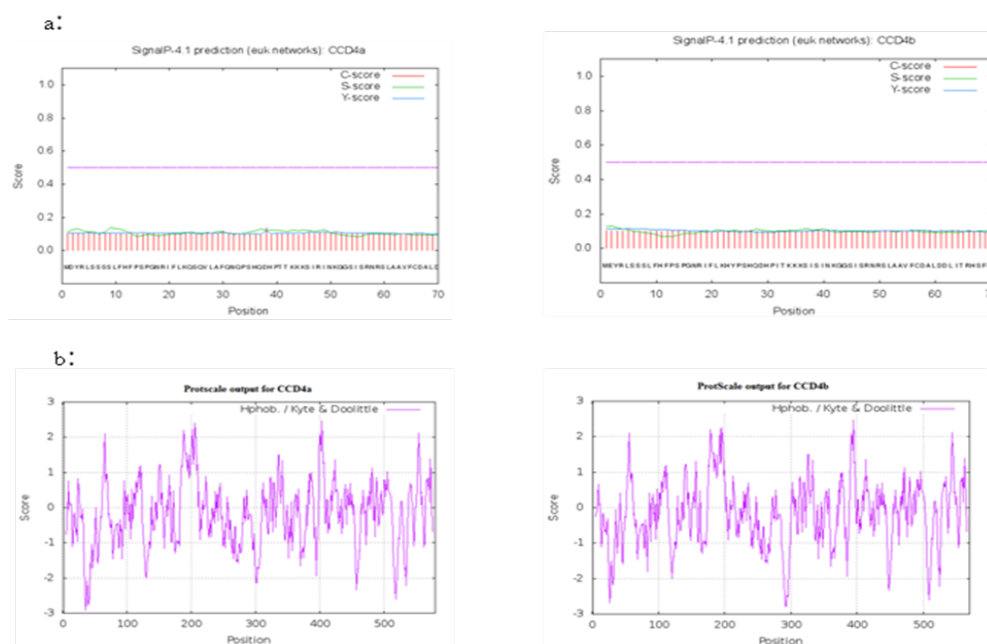 a:
SignalP-4.1 prediction (euk networks): CCD4a
C-score
S-score
Y-score
1.0
0.8
0.6
0.4
0.2
0.0
Score
0 10 20 30 40 50 60 70
Position
SignalP-4.1 prediction (euk networks): CCD4b
C-score
S-score
Y-score
1.0
0.8
0.6
0.4
0.2
0.0
Score
0 10 20 30 40 50 60
Position
b:
Protscale output for CCD4a
Hphob. / Kyte & Doolittle
3
2
1
0
-1
-2
-3
Score
0 100 200 300 400 500
Position
ProtScale output for CCD4b
Hphob. / Kyte & Doolittle
3
2
1
0
-1
-2
-3
Score
0 100 200 300 400 500
Position